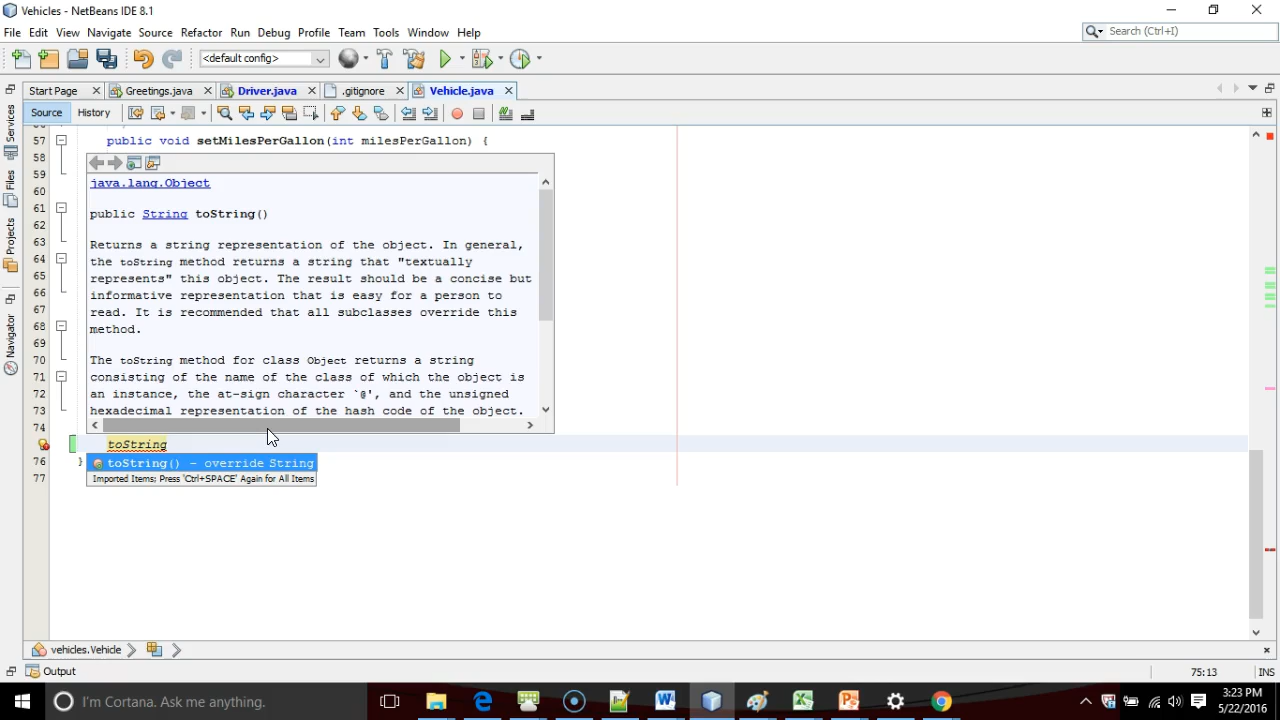 Vehicles - NetBeans IDE 8.1
File Edit View Navigate Source Refactor Run Debug Profile Team Tools Window Help
Search (Ctrl+I)
<default config>
Start Page Greetings.java Driver.java .gitignore Vehicle.java
Source History
57 public void setMilesPerGallon(int milesPerGallon) {
58
59
60
61
62
63
64
65
66
67
68
69
70
71
72
73
74
java.lang.Object
public String toString()
Returns a string representation of the object. In general,
the toString method returns a string that "textually
represents" this object. The result should be a concise but
informative representation that is easy for a person to
read. It is recommended that all subclasses override this
method.
The toString method for class Object returns a string
consisting of the name of the class of which the object is
an instance, the at-sign character `@', and the unsigned
hexadecimal representation of the hash code of the object.
toString
76 }
77
toString() - override String
Imported Items; Press 'Ctrl+SPACE' Again for All Items
Services
Files
Projects
Navigator
vehicles.Vehicle
Output
75:13 INS
I'm Cortana. Ask me anything.
3:23 PM
5/22/2016